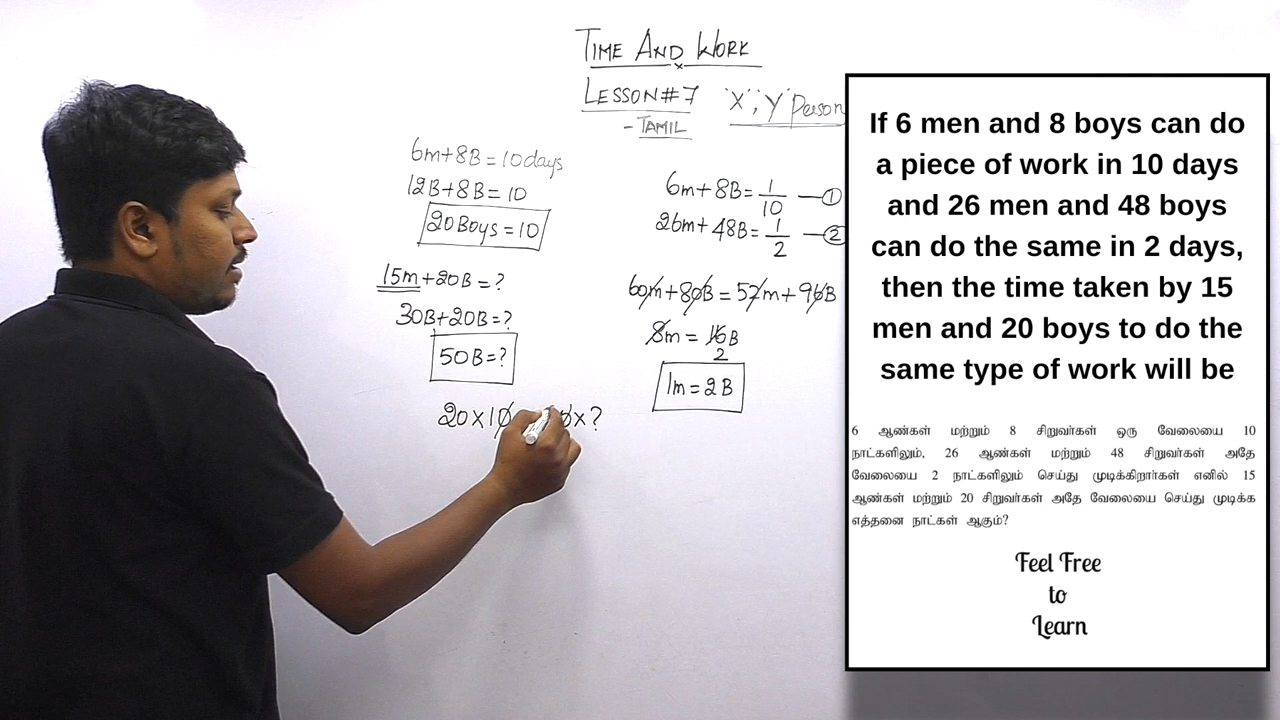 TIME AND WORK
LESSON#7 "X", "Y" Person
- TAMIL
6m+8B=10days
12B+8B=10
20Boys=10
15m+20B=?
30B+20B=?
50B=?
20x10 x?
6m+8B=1/10 —①
26m+48B=1/2 —②
60m+80B=52m+96B
8m=16B
2
1m=2B
If 6 men and 8 boys can do
a piece of work in 10 days
and 26 men and 48 boys
can do the same in 2 days,
then the time taken by 15
men and 20 boys to do the
same type of work will be
6 ஆண்கள் மற்றும் 8 சிறுவர்கள் ஒரு வேலையை 10
நாட்களிலும், 26 ஆண்கள் மற்றும் 48 சிறுவர்கள் அதே
வேலையை 2 நாட்களிலும் செய்து முடிக்கிறார்கள் எனில் 15
ஆண்கள் மற்றும் 20 சிறுவர்கள் அதே வேலையை செய்து முடிக்க
எத்தனை நாட்கள் ஆகும்?
Feel Free
to
Learn